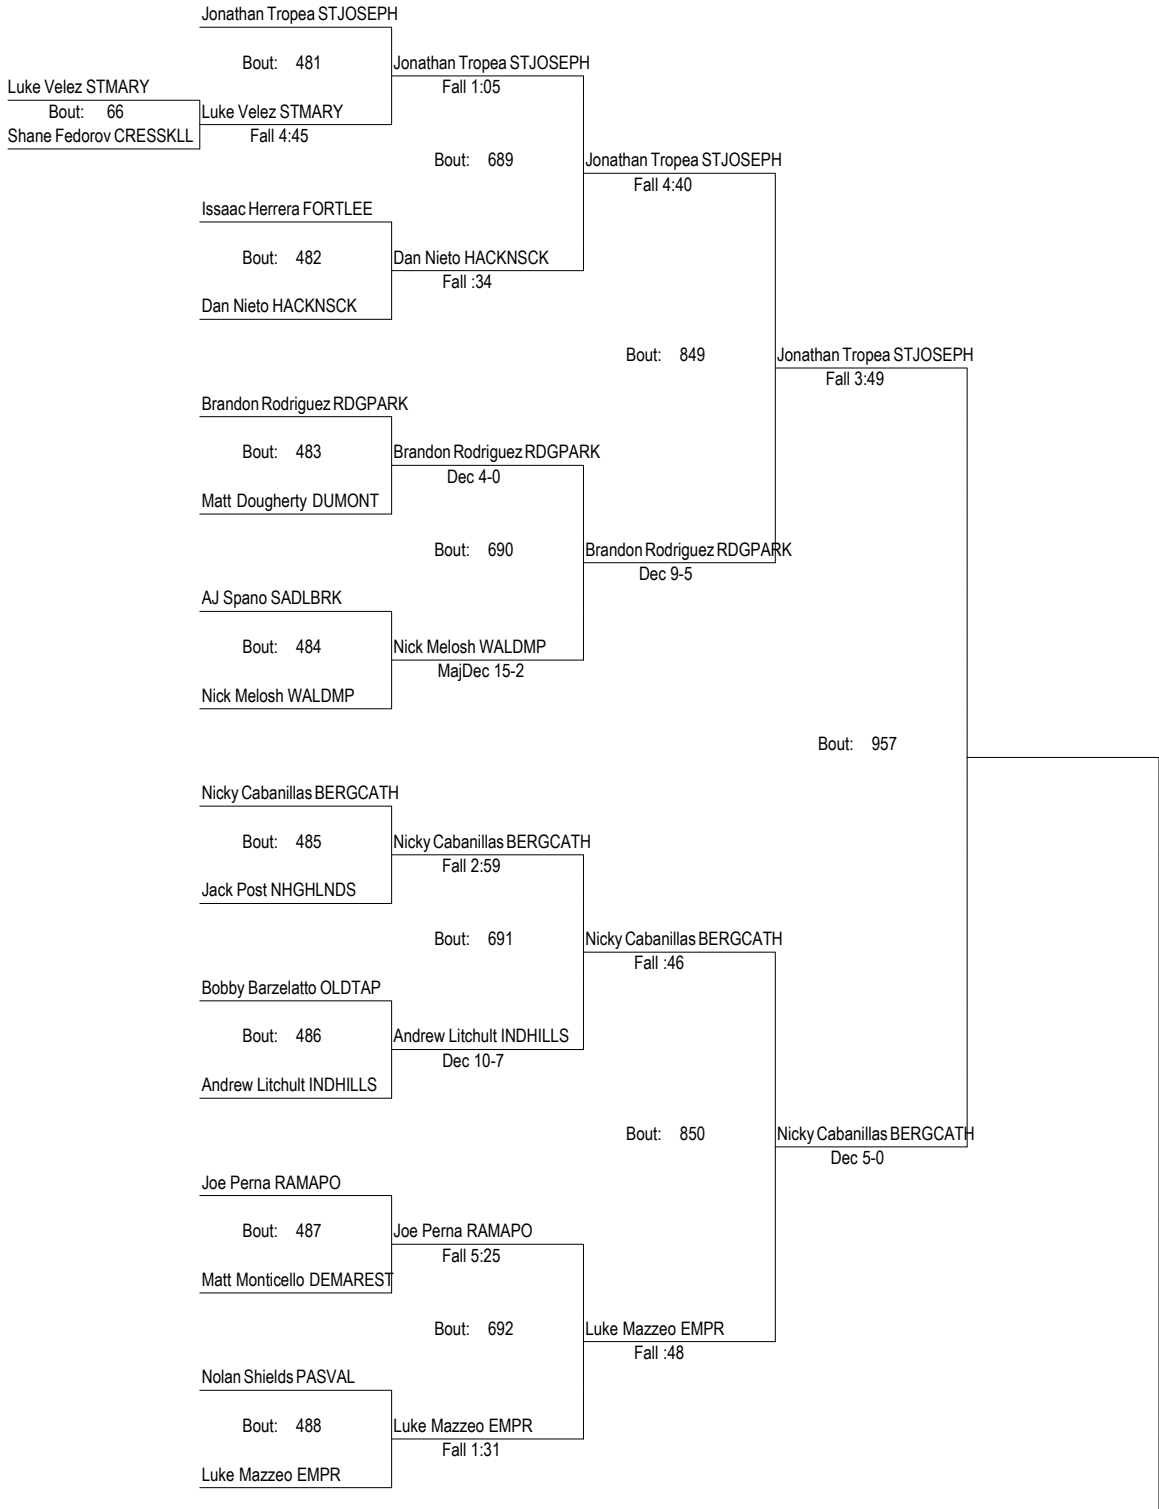 Jonathan Tropea STJOSEPH
Bout: 481
Jonathan Tropea STJOSEPH
Fall 1:05
Luke Velez STMARY
Bout: 66
Luke Velez STMARY
Shane Fedorov CRESSKLL
Fall 4:45
Bout: 689
Jonathan Tropea STJOSEPH
Fall 4:40
Issaac Herrera FORTLEE
Bout: 482
Dan Nieto HACKNSCK
Fall :34
Dan Nieto HACKNSCK
Bout: 849
Jonathan Tropea STJOSEPH
Fall 3:49
Brandon Rodriguez RDGPARK
Bout: 483
Brandon Rodriguez RDGPARK
Dec 4-0
Matt Dougherty DUMONT
Bout: 690
Brandon Rodriguez RDGPARK
Dec 9-5
AJ Spano SADLBRK
Bout: 484
Nick Melosh WALDMP
MajDec 15-2
Nick Melosh WALDMP
Bout: 957
Nicky Cabanillas BERGCATH
Bout: 485
Nicky Cabanillas BERGCATH
Fall 2:59
Jack Post NHGHLNDS
Bout: 691
Nicky Cabanillas BERGCATH
Fall :46
Bobby Barzelatto OLDTAP
Bout: 486
Andrew Litchult INDHILLS
Dec 10-7
Andrew Litchult INDHILLS
Bout: 850
Nicky Cabanillas BERGCATH
Dec 5-0
Joe Perna RAMAPO
Bout: 487
Joe Perna RAMAPO
Fall 5:25
Matt Monticello DEMAREST
Bout: 692
Luke Mazzeo EMPR
Fall :48
Nolan Shields PASVAL
Bout: 488
Luke Mazzeo EMPR
Fall 1:31
Luke Mazzeo EMPR